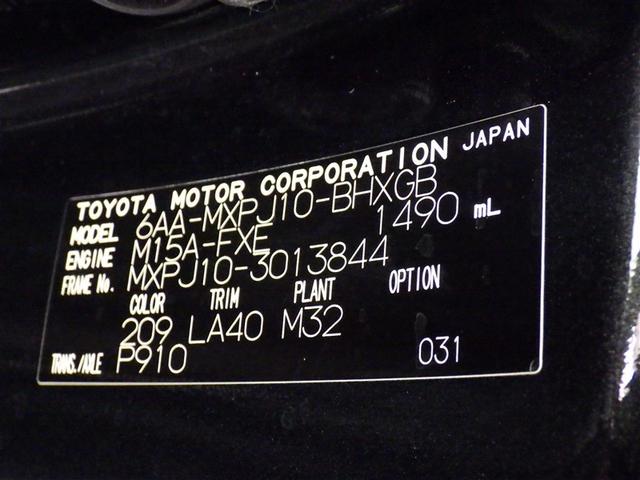 TOYOTA MOTOR CORPORATION JAPAN
MODEL 6AA-MXPJ10-BHXGB
ENGINE M15A-FXE 1490 mL
FRAME No. MXPJ10-3013844
COLOR TRIM PLANT OPTION
209 LA40 M32
TRANS./AXLE P910 031